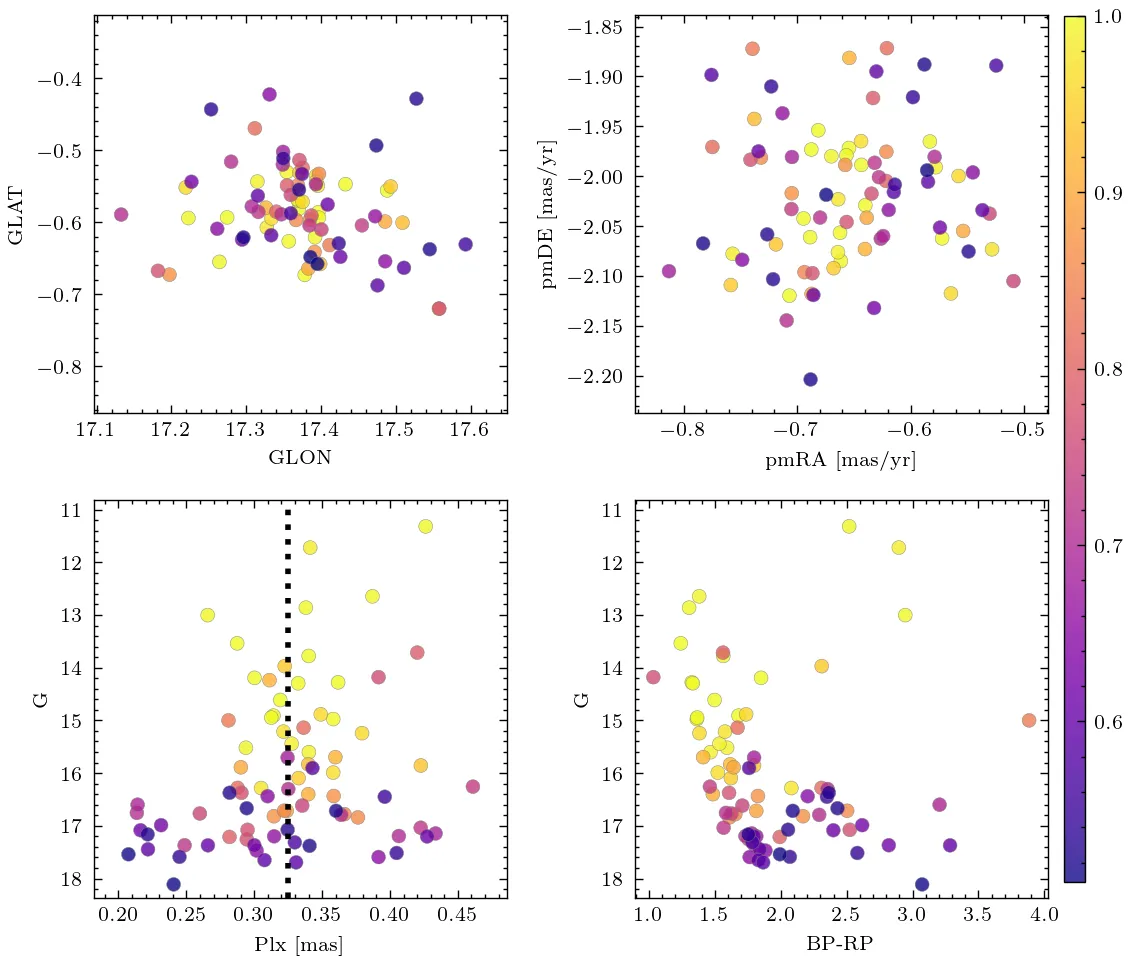 −0.4
−0.5
−0.6
−0.7
−0.8
GLAT
17.1 17.2 17.3 17.4 17.5 17.6
GLON
−1.85
−1.90
−1.95
−2.00
−2.05
−2.10
−2.15
−2.20
pmDE [mas/yr]
−0.8 −0.7 −0.6 −0.5
pmRA [mas/yr]
11
12
13
14
15
16
17
18
G
0.20 0.25 0.30 0.35 0.40 0.45
Plx [mas]
11
12
13
14
15
16
17
18
G
1.0 1.5 2.0 2.5 3.0 3.5 4.0
BP-RP
1.0
0.9
0.8
0.7
0.6